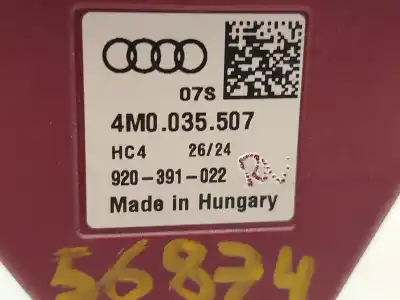 07S
4M0.035.507
HC4 26/24
920-391-022
Made in Hungary
56874